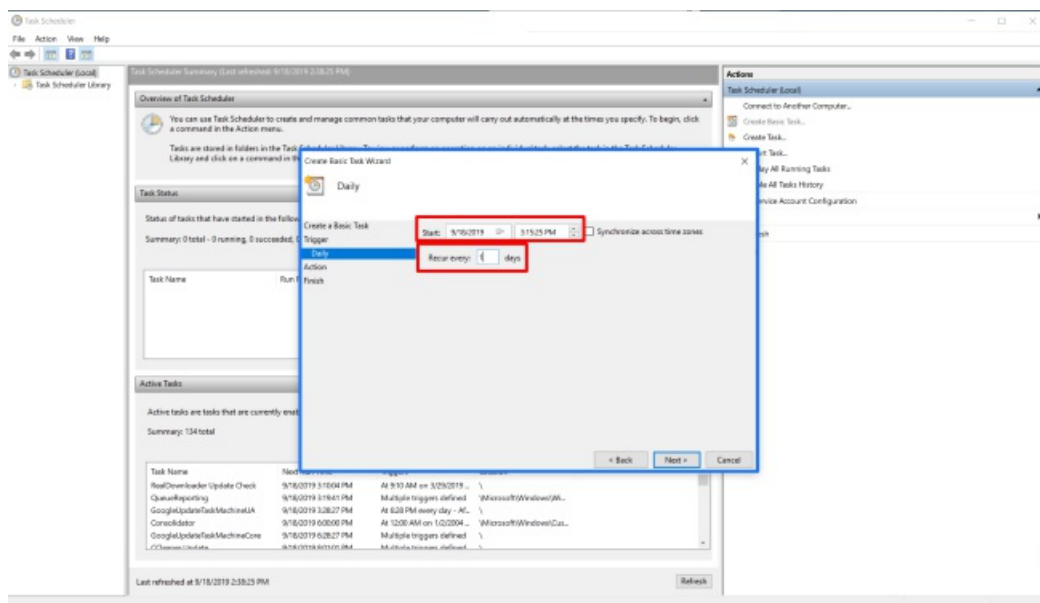 Task Scheduler
File Action View Help
Task Scheduler (Local)
Task Scheduler Library
Task Scheduler Summary (Last refreshed: 9/18/2019 2:38:25 PM)
Overview of Task Scheduler
You can use Task Scheduler to create and manage common tasks that your computer will carry out automatically at the times you specify. To begin, click
a command in the Action menu.
Tasks are stored in folders in the Task
Library and click on a command in the
Task Status
Status of tasks that have started in the follow
Summary: 0 total - 0 running, 0 succeeded,
Task Name Run
Active Tasks
Active tasks are tasks that are currently enab
Summary: 134 total
Task Name
RealDownloader Update Check 9/18/2019 3:10:04 PM At 9:10 AM on 3/29/2019 ... \
QueueReporting 9/18/2019 3:19:41 PM Multiple triggers defined \Microsoft\Windows\Wi...
GoogleUpdateTaskMachineUA 9/18/2019 3:28:27 PM At 8:28 PM every day - Af... \
Consolidator 9/18/2019 6:00:00 PM At 12:00 AM on 1/2/2004 ... \Microsoft\Windows\Cus...
GoogleUpdateTaskMachineCore 9/18/2019 6:28:27 PM Multiple triggers defined \
Last refreshed at 9/18/2019 2:38:25 PM
Refresh
Create Basic Task Wizard
Daily
Create a Basic Task
Trigger
Daily
Action
Finish
Start: 9/18/2019 3:15:25 PM Synchronize across time zones
Recur every: 1 days
< Back Next > Cancel
Actions
Task Scheduler (Local)
Connect to Another Computer...
Create Basic Task...
Create Task...
rt Task...
lay All Running Tasks
le All Tasks History
ervice Account Configuration
esh